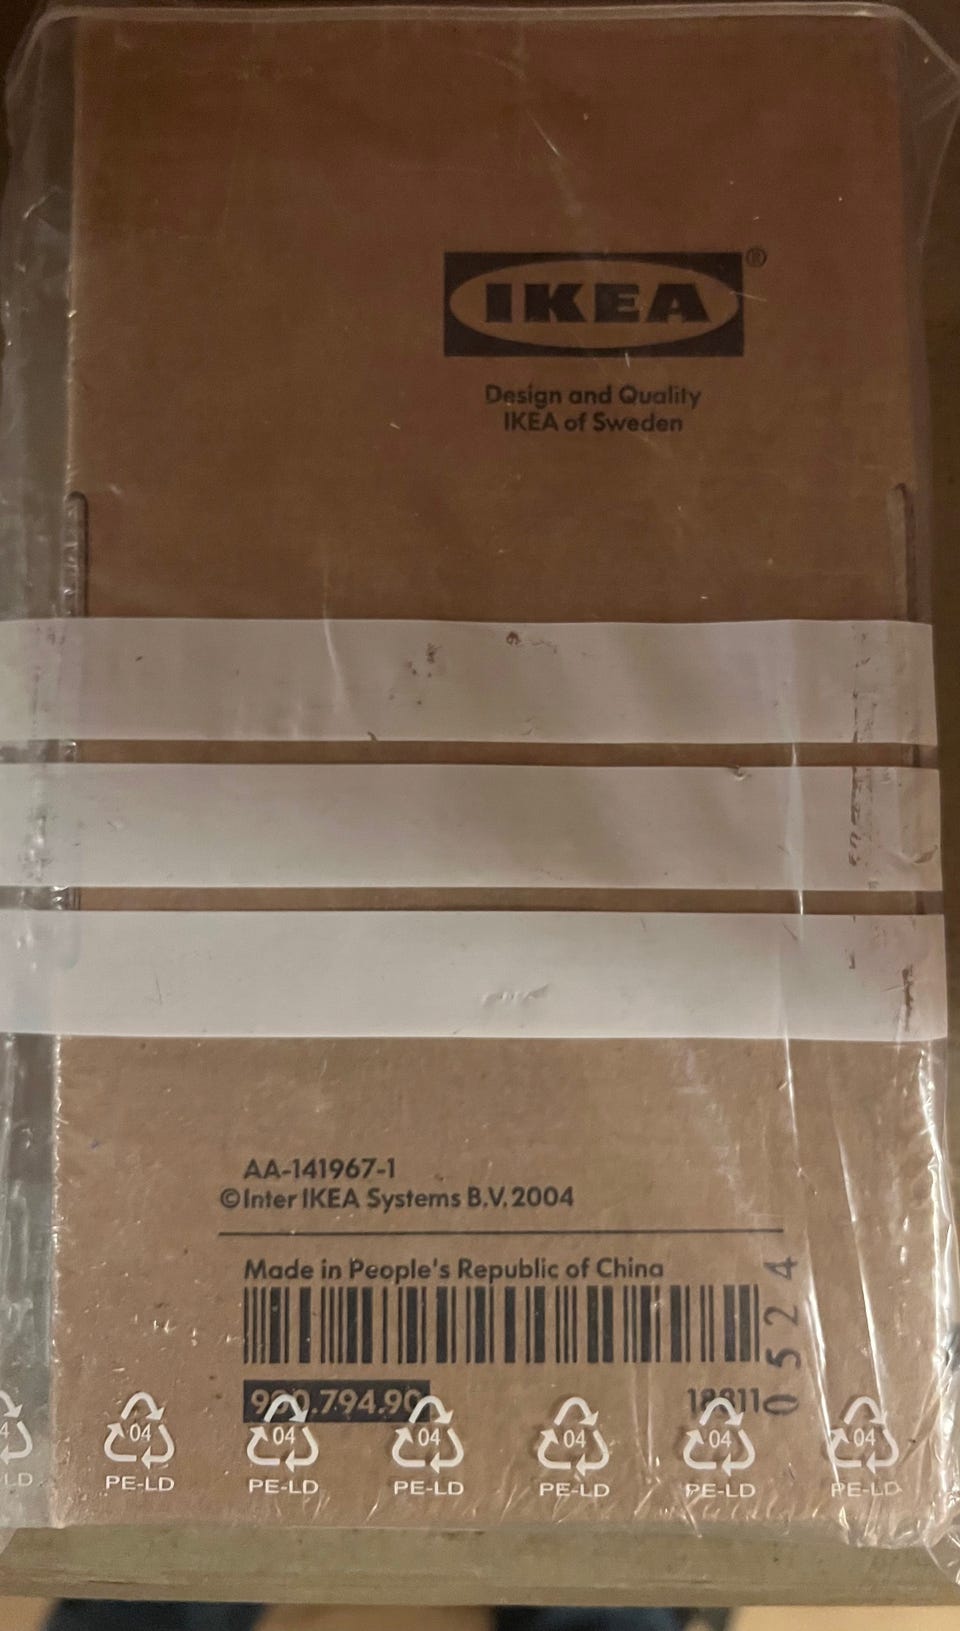 IKEA®
Design and Quality
IKEA of Sweden
AA-141967-1
©Inter IKEA Systems B.V. 2004
Made in People's Republic of China
0524
04 04 04 04 04 04
PE-LD PE-LD PE-LD PE-LD PE-LD PE-LD